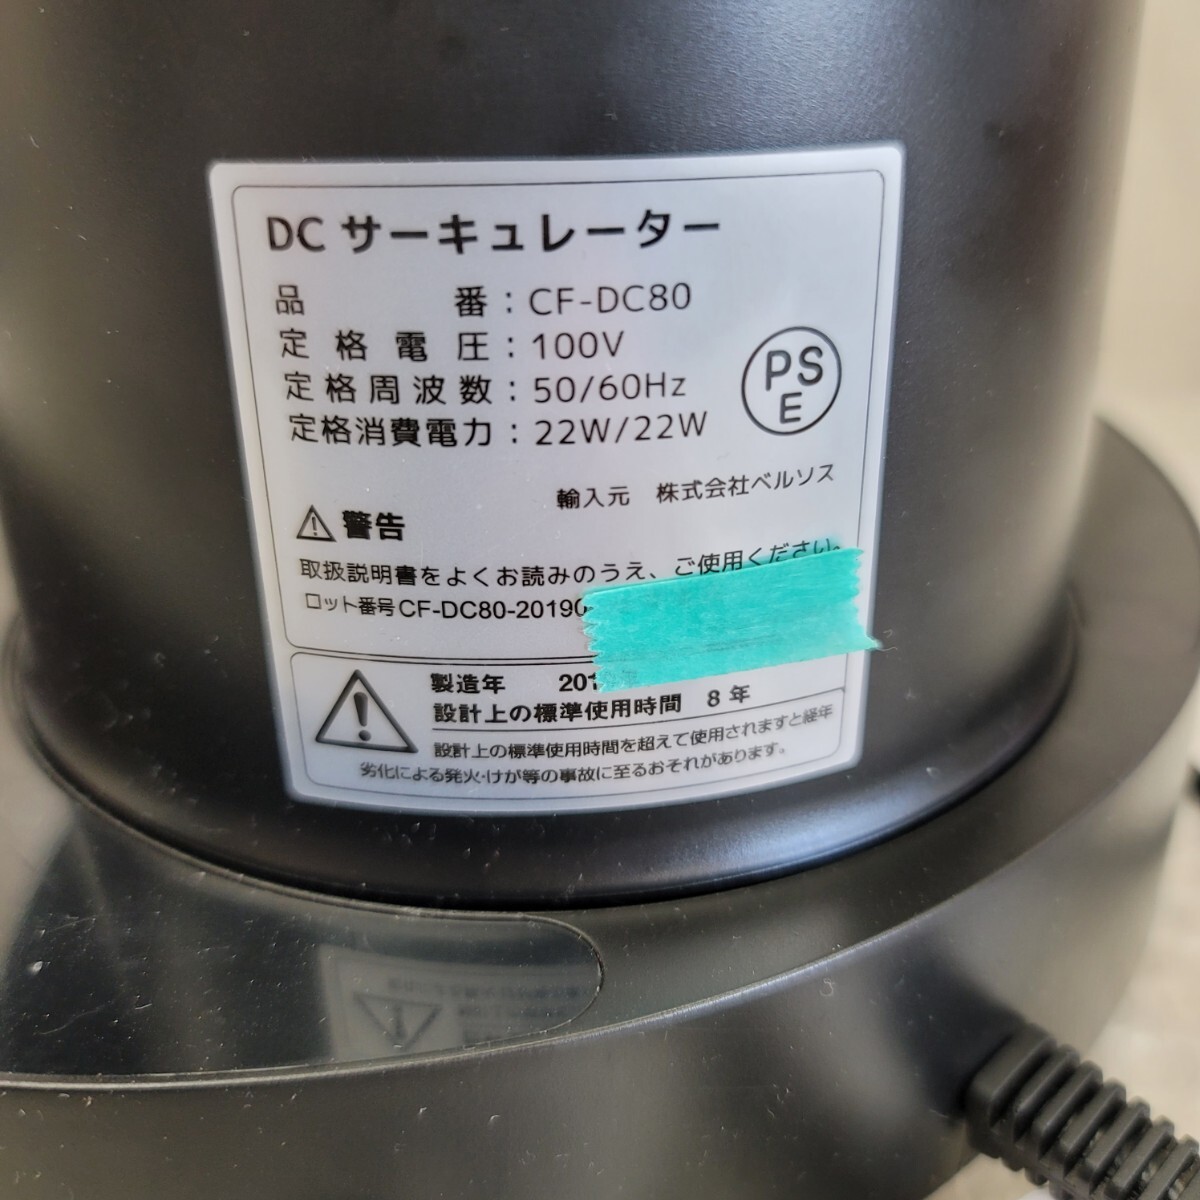 DC サーキュレーター
品番：CF-DC80
定格電圧：100V
定格周波数：50/60Hz
定格消費電力：22W/22W
PS
E
輸入元 株式会社ベルソス
警告
取扱説明書をよくお読みのうえ、ご使用ください。
ロット番号CF-DC80-20190
製造年 201
設計上の標準使用時間 8年
設計上の標準使用時間を超えて使用されますと経年
劣化による発火・けが等の事故に至るおそれがあります。